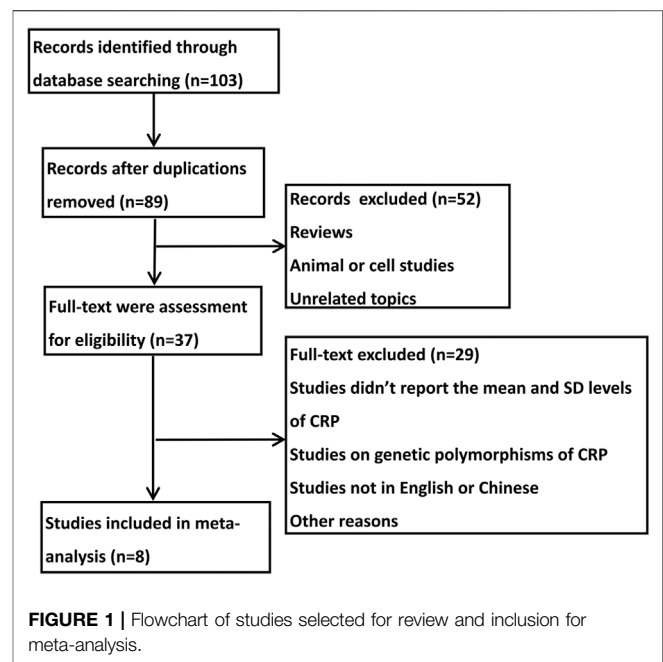 Records identified through
database searching (n=103)
Records after duplications
removed (n=89)
Records excluded (n=52)
Reviews
Animal or cell studies
Unrelated topics
Full-text were assessment
for eligibility (n=37)
Full-text excluded (n=29)
Studies didn't report the mean and SD levels
of CRP
Studies on genetic polymorphisms of CRP
Studies not in English or Chinese
Other reasons
Studies included in meta-
analysis (n=8)
FIGURE 1 | Flowchart of studies selected for review and inclusion for
meta-analysis.